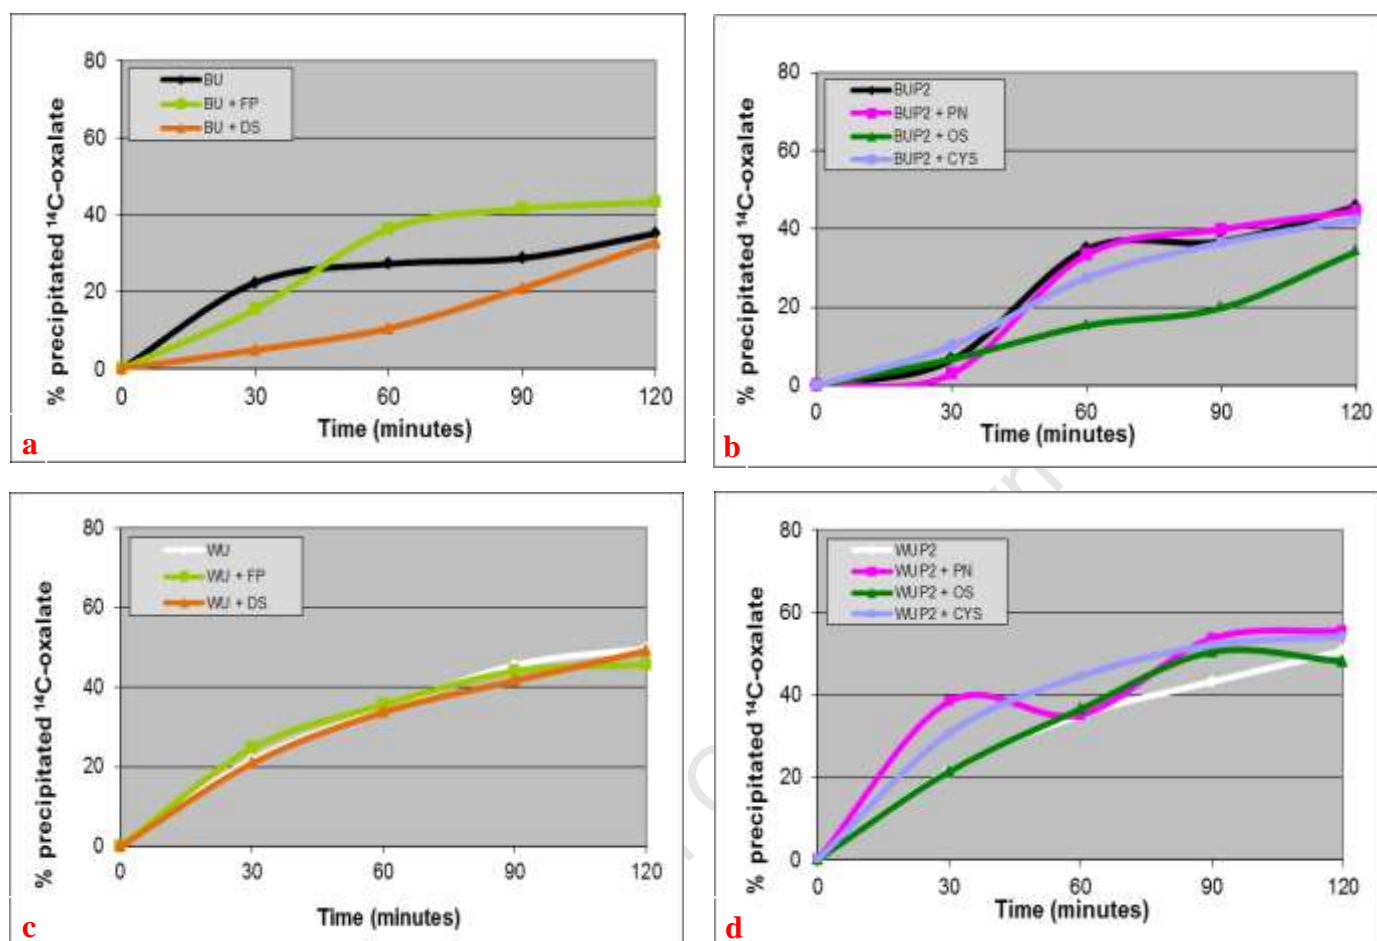 % precipitated ¹⁴C-oxalate
80
60
40
20
0
BU
BU + FP
BU + DS
0 30 60 90 120
Time (minutes)
a
% precipitated ¹⁴C-oxalate
80
60
40
20
0
BUP2
BUP2 + PN
BUP2 + OS
BUP2 + CYS
0 30 60 90 120
Time (minutes)
b
% precipitated ¹⁴C-oxalate
80
60
40
20
0
WU
WU + FP
WU + DS
0 30 60 90 120
Time (minutes)
c
% precipitated ¹⁴C-oxalate
80
60
40
20
0
WUP2
WUP2 + PN
WUP2 + OS
WUP2 + CYS
0 30 60 90 120
Time (minutes)
d